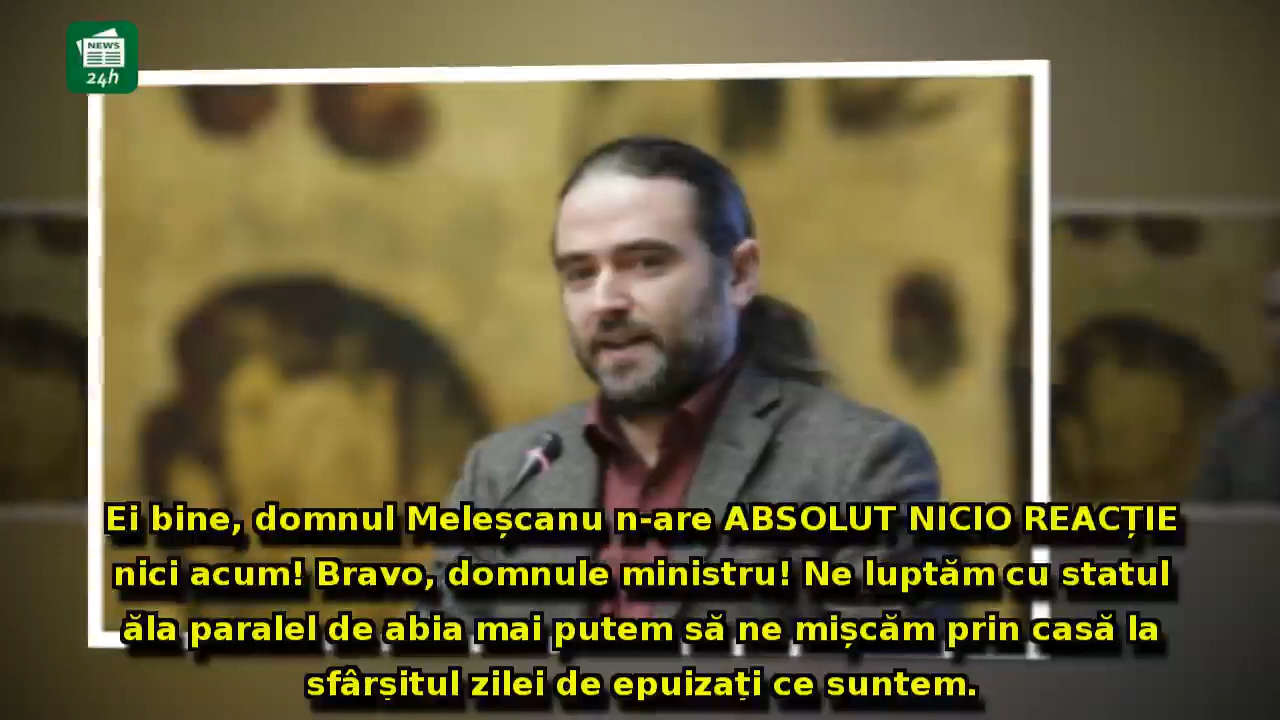 NEWS
24h
Ei bine, domnul Meleșcanu n-are ABSOLUT NICIO REACȚIE
nici acum! Bravo, domnule ministru! Ne luptăm cu statul
ăla paralel de abia mai putem să ne mișcăm prin casă la
sfârșitul zilei de epuizați ce suntem.